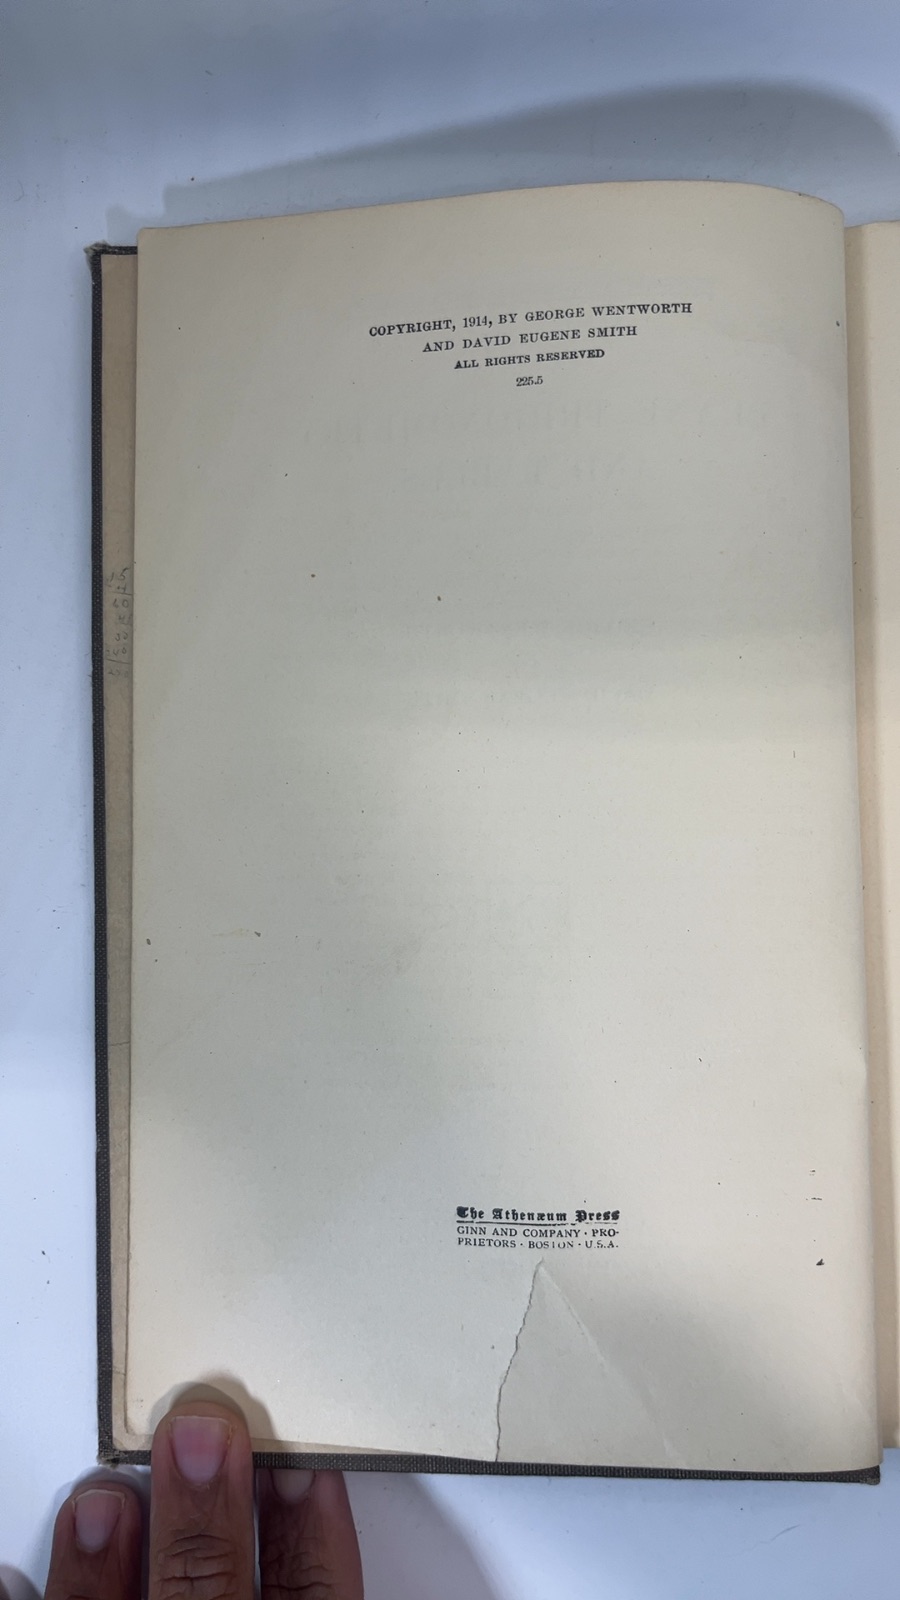 COPYRIGHT, 1914, BY GEORGE WENTWORTH
AND DAVID EUGENE SMITH
ALL RIGHTS RESERVED
225.5
The Athenæum Press
GINN AND COMPANY · PRO-
PRIETORS · BOSTON · U.S.A.